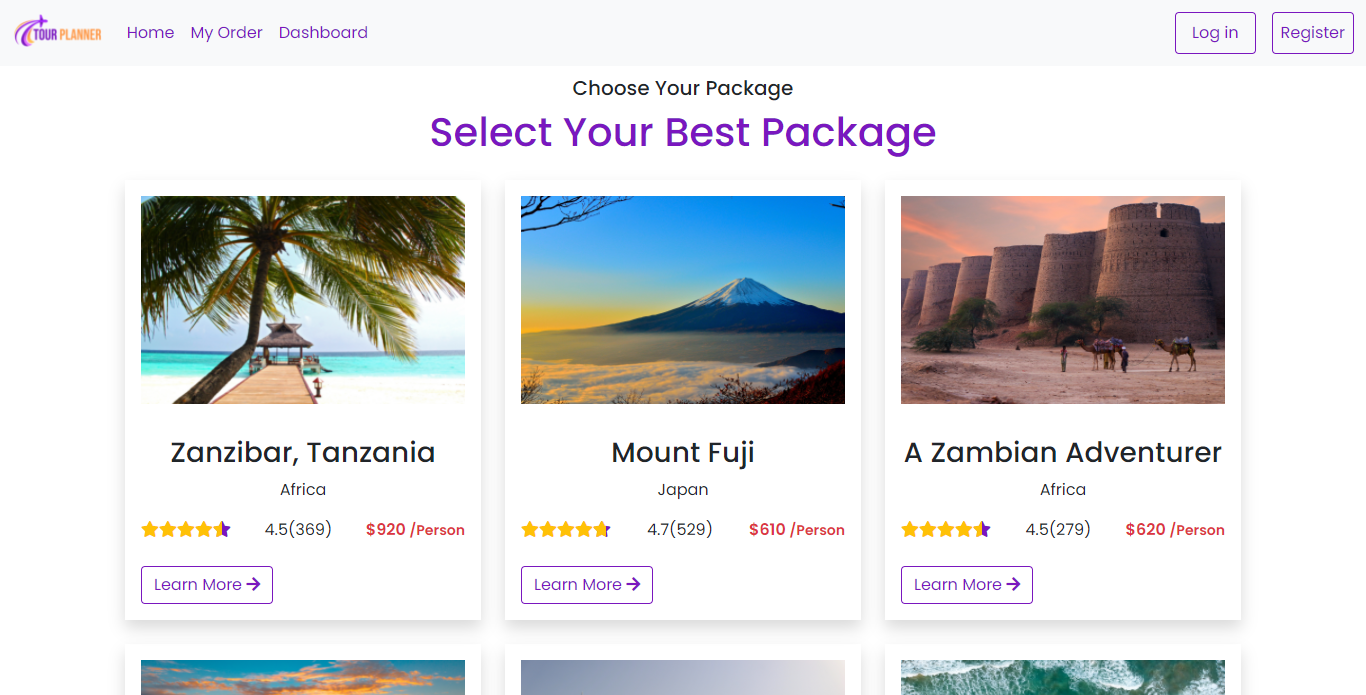 TOUR PLANNER
Home My Order Dashboard Log in Register
Choose Your Package
Select Your Best Package
Zanzibar, Tanzania
Africa
4.5(369) $920 /Person
Learn More
Mount Fuji
Japan
4.7(529) $610 /Person
Learn More
A Zambian Adventurer
Africa
4.5(279) $620 /Person
Learn More